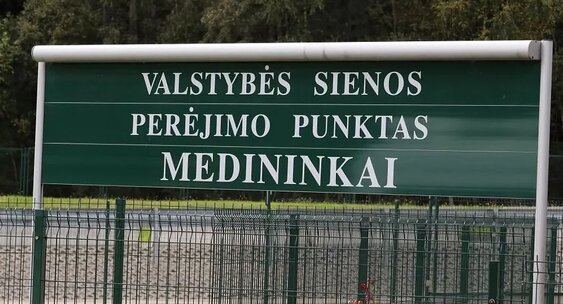 VALSTYBĖS SIENOS
PERĖJIMO PUNKTAS
MEDININKAI